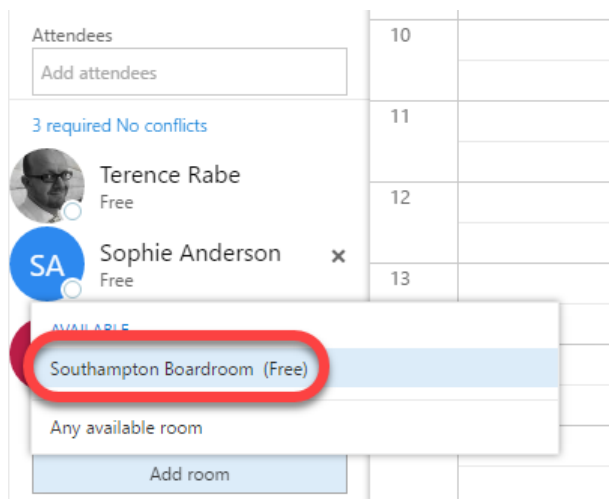 Attendees
Add attendees
3 required No conflicts
Terence Rabe
Free
SA
Sophie Anderson
Free
AVAILABLE
Southampton Boardroom (Free)
Any available room
Add room
10
11
12
13